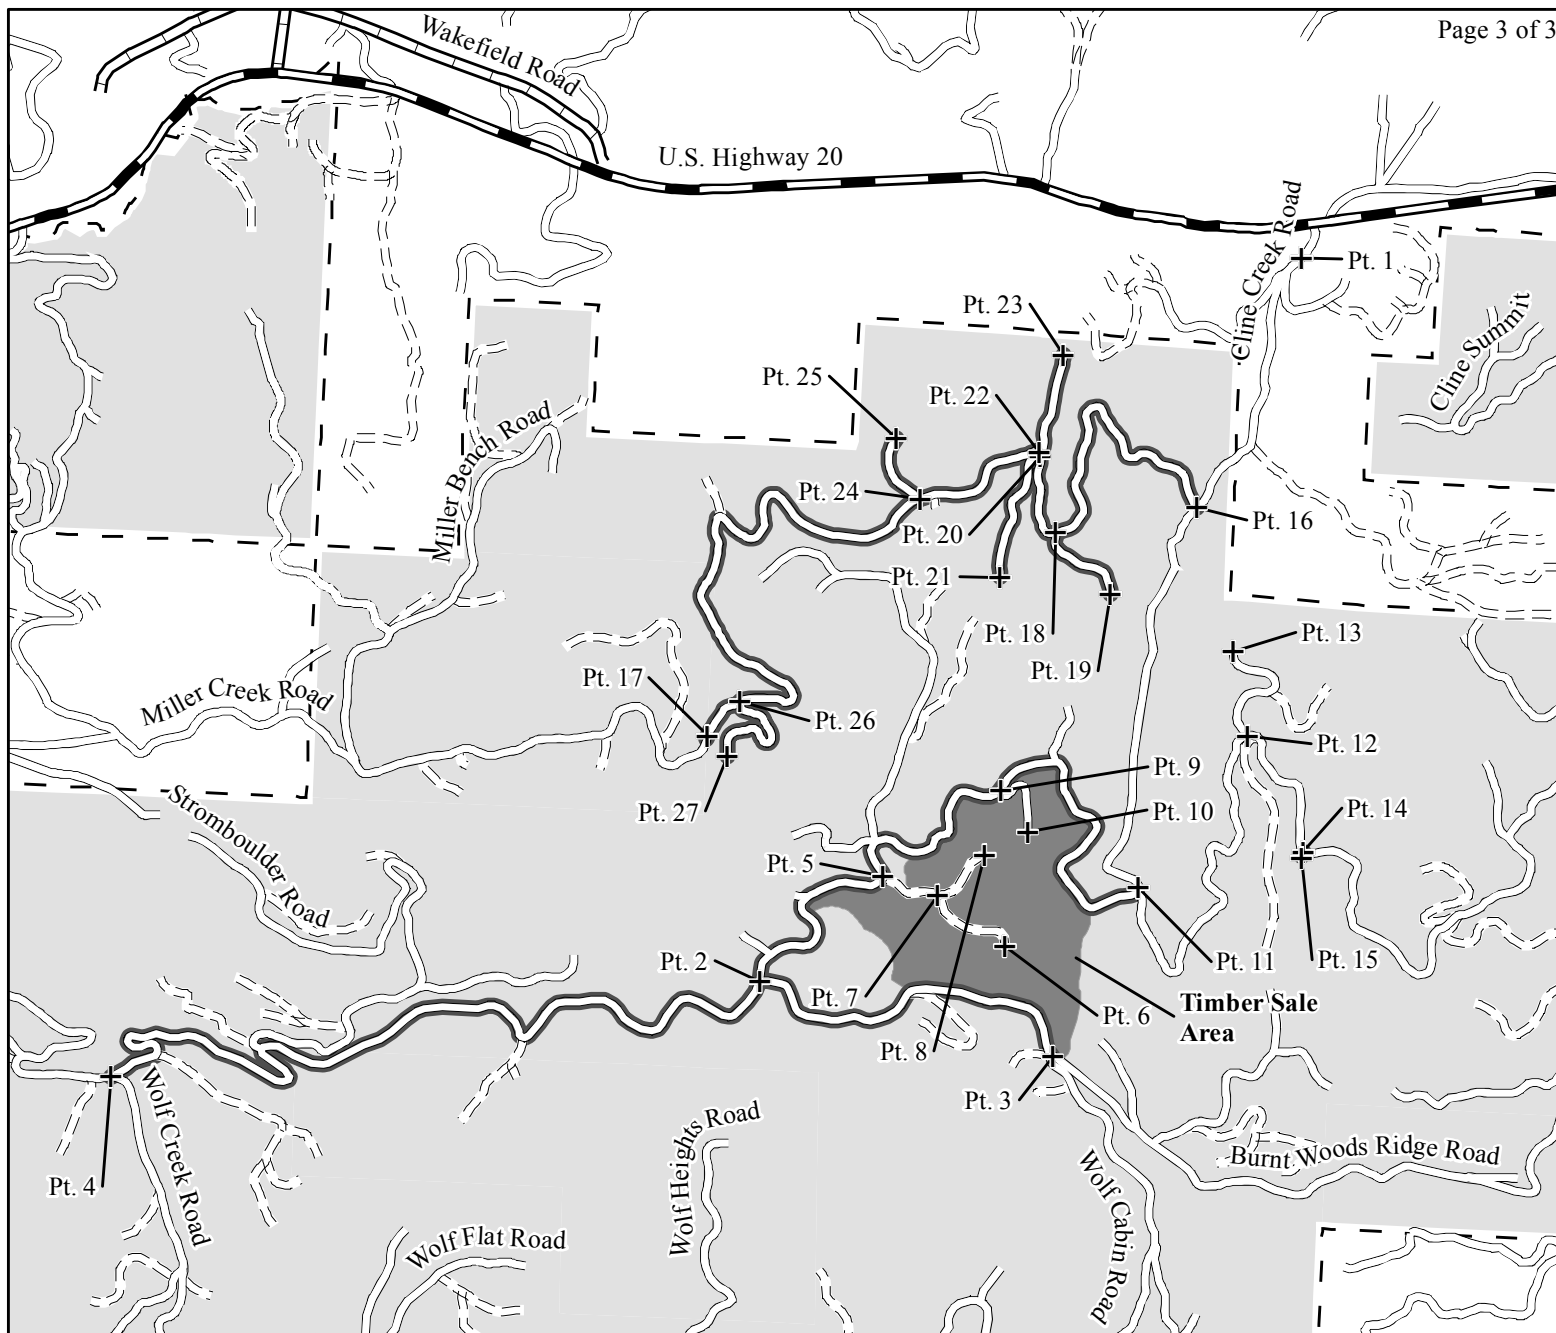 Page 3 of 3
Wakefield Road
U.S. Highway 20
Cline Creek Road
Pt. 1
Pt. 23
Cline Summit
Pt. 25
Pt. 22
Miller Bench Road
Pt. 24
Pt. 20
Pt. 16
Pt. 21
Pt. 18
Pt. 13
Pt. 19
Pt. 17
Miller Creek Road
Pt. 26
Pt. 12
Pt. 9
Pt. 27
Pt. 10
Pt. 14
Stromboulder Road
Pt. 5
Pt. 2
Pt. 11
Pt. 15
Pt. 7
Timber Sale
Area
Pt. 6
Pt. 8
Pt. 3
Wolf Creek Road
Wolf Heights Road
Burnt Woods Ridge Road
Pt. 4
Wolf Flat Road
Wolf Cabin Road